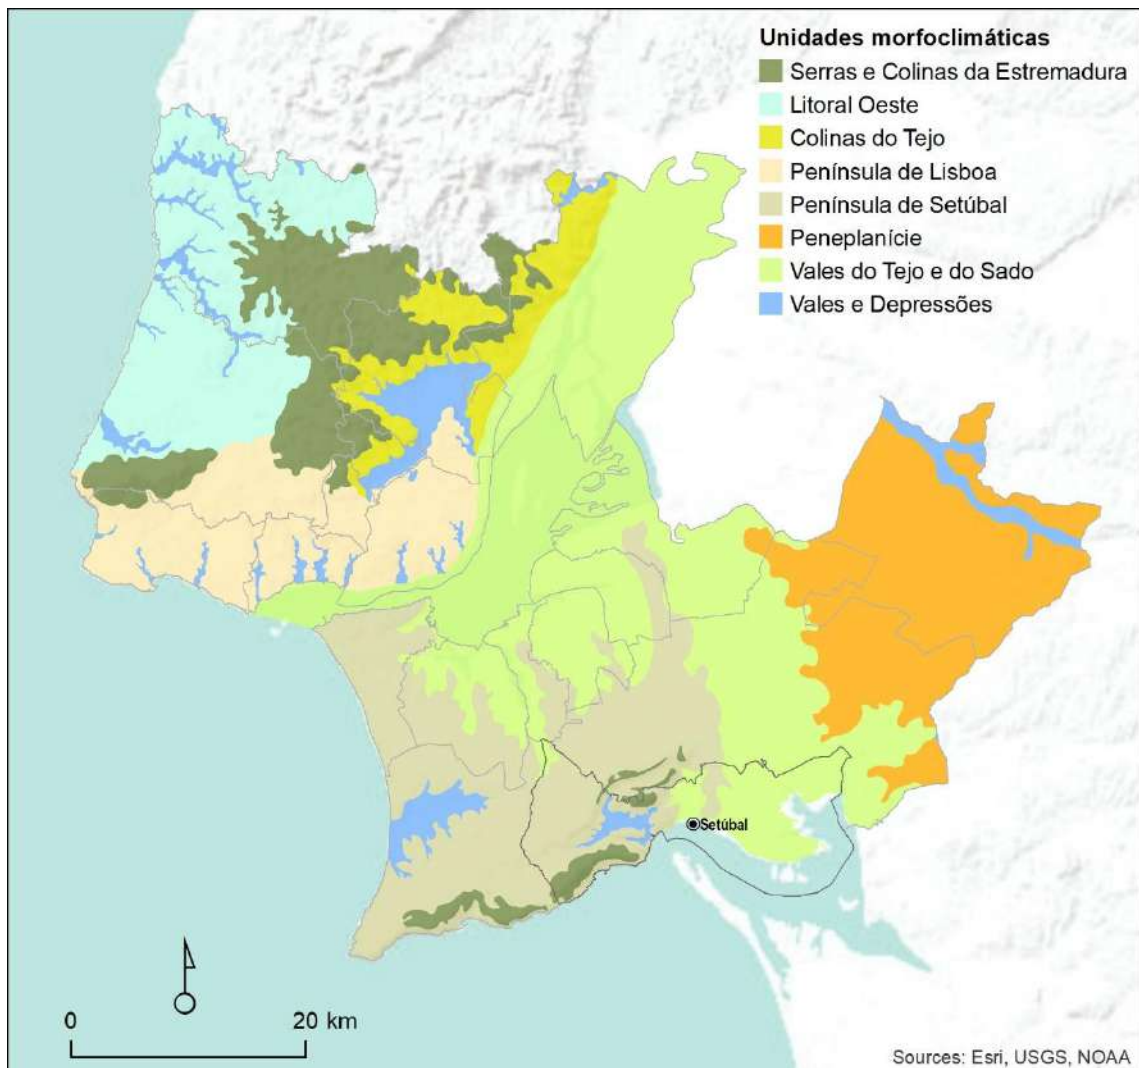 Unidades morfoclimáticas
Serras e Colinas da Estremadura
Litoral Oeste
Colinas do Tejo
Península de Lisboa
Península de Setúbal
Peneplanície
Vales do Tejo e do Sado
Vales e Depressões
Setúbal
0 20 km
Sources: Esri, USGS, NOAA